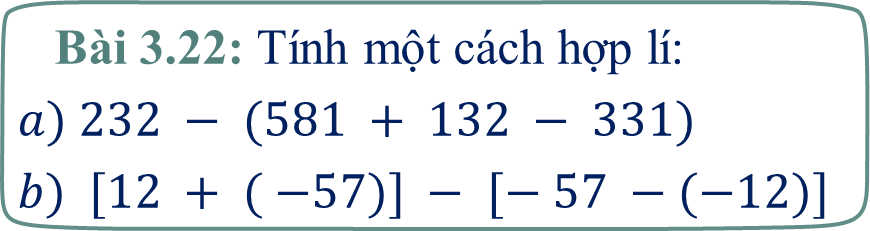 Bài 3.22: Tính một cách hợp lí:
a) 232 − (581 + 132 − 331)
b) [12 + ( −57)] − [− 57 −(−12)]